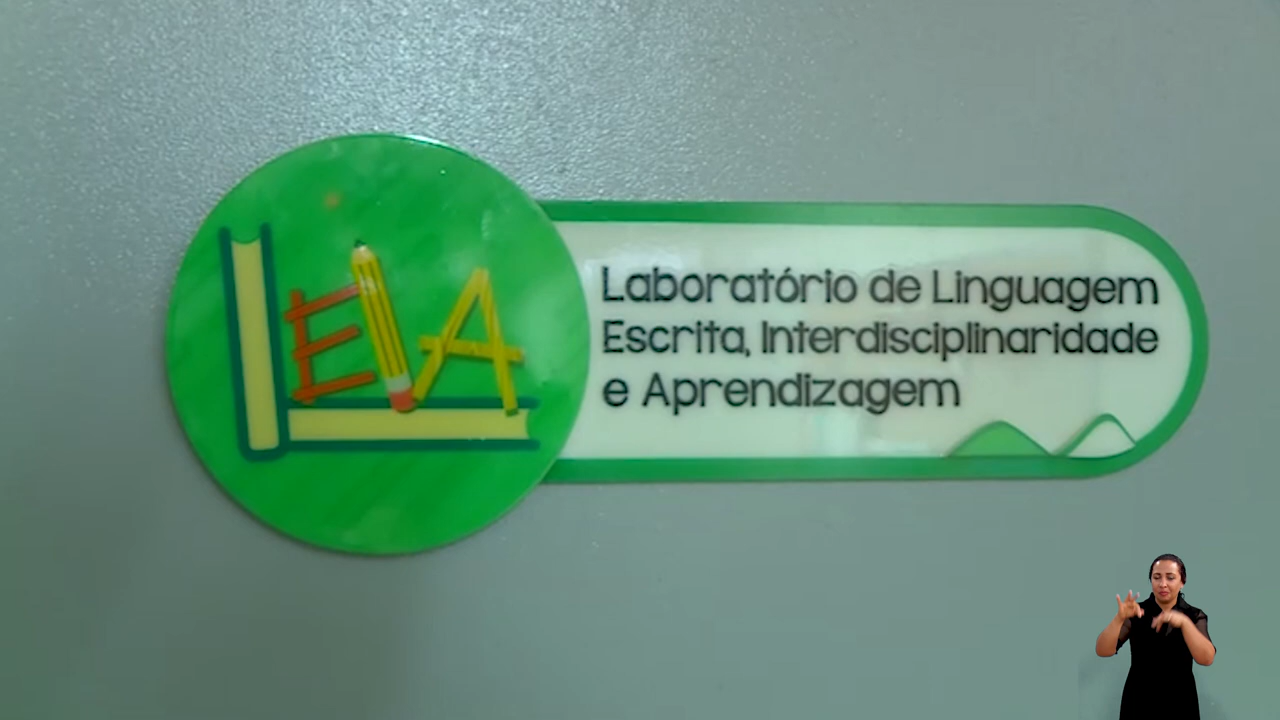 LEIA
Laboratório de Linguagem
Escrita, Interdisciplinaridade
e Aprendizagem